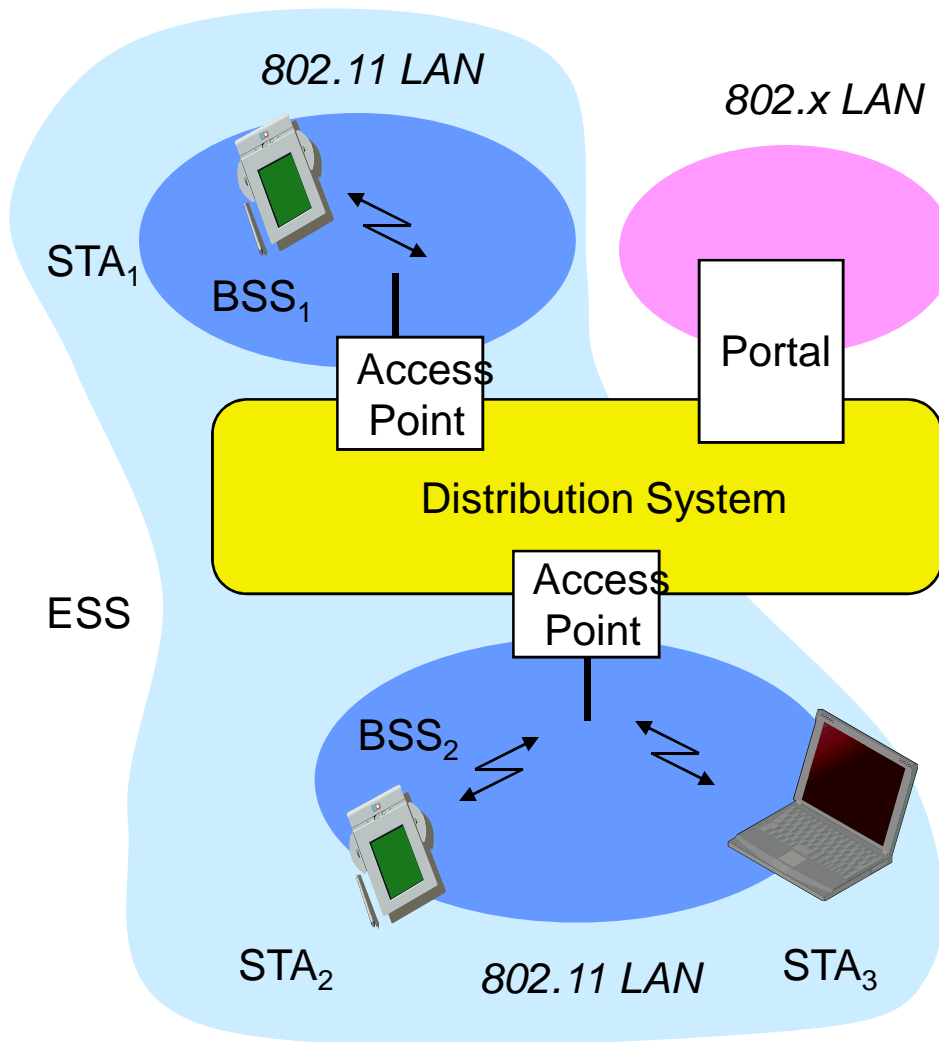 802.11 LAN
802.x LAN
STA₁
BSS₁
Access
Point
Portal
Distribution System
ESS
Access
Point
BSS₂
STA₂
802.11 LAN
STA₃